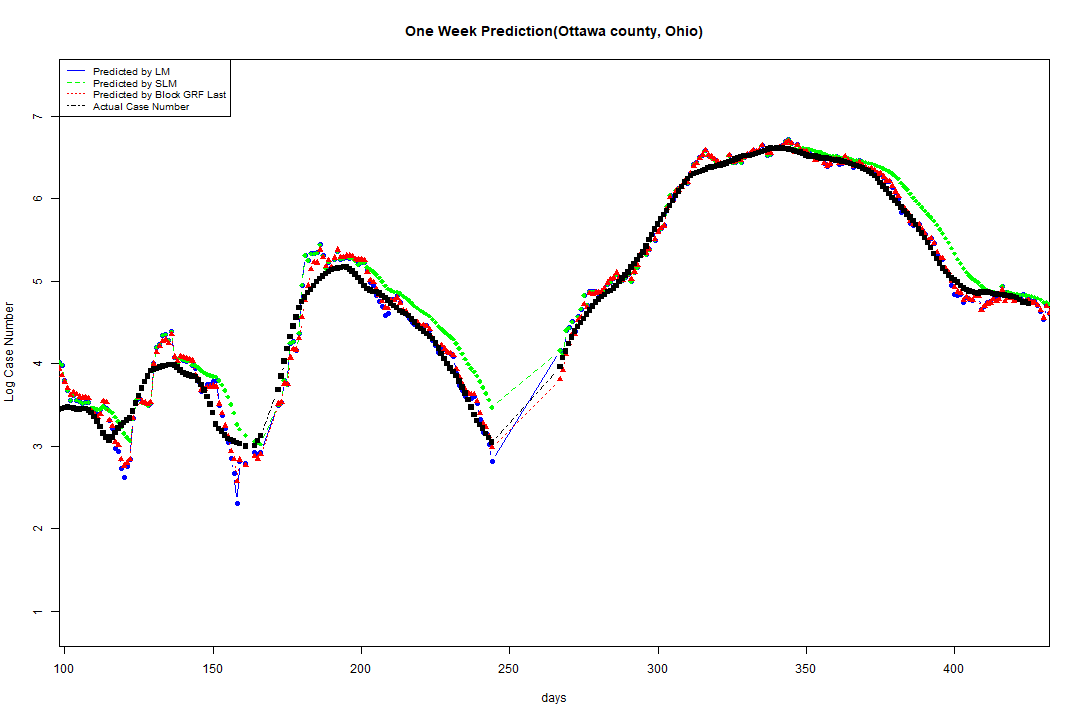 One Week Prediction(Ottawa county, Ohio)
Predicted by LM
Predicted by SLM
Predicted by Block GRF Last
Actual Case Number
Log Case Number
7
6
5
4
3
2
1
100 150 200 250 300 350 400
days